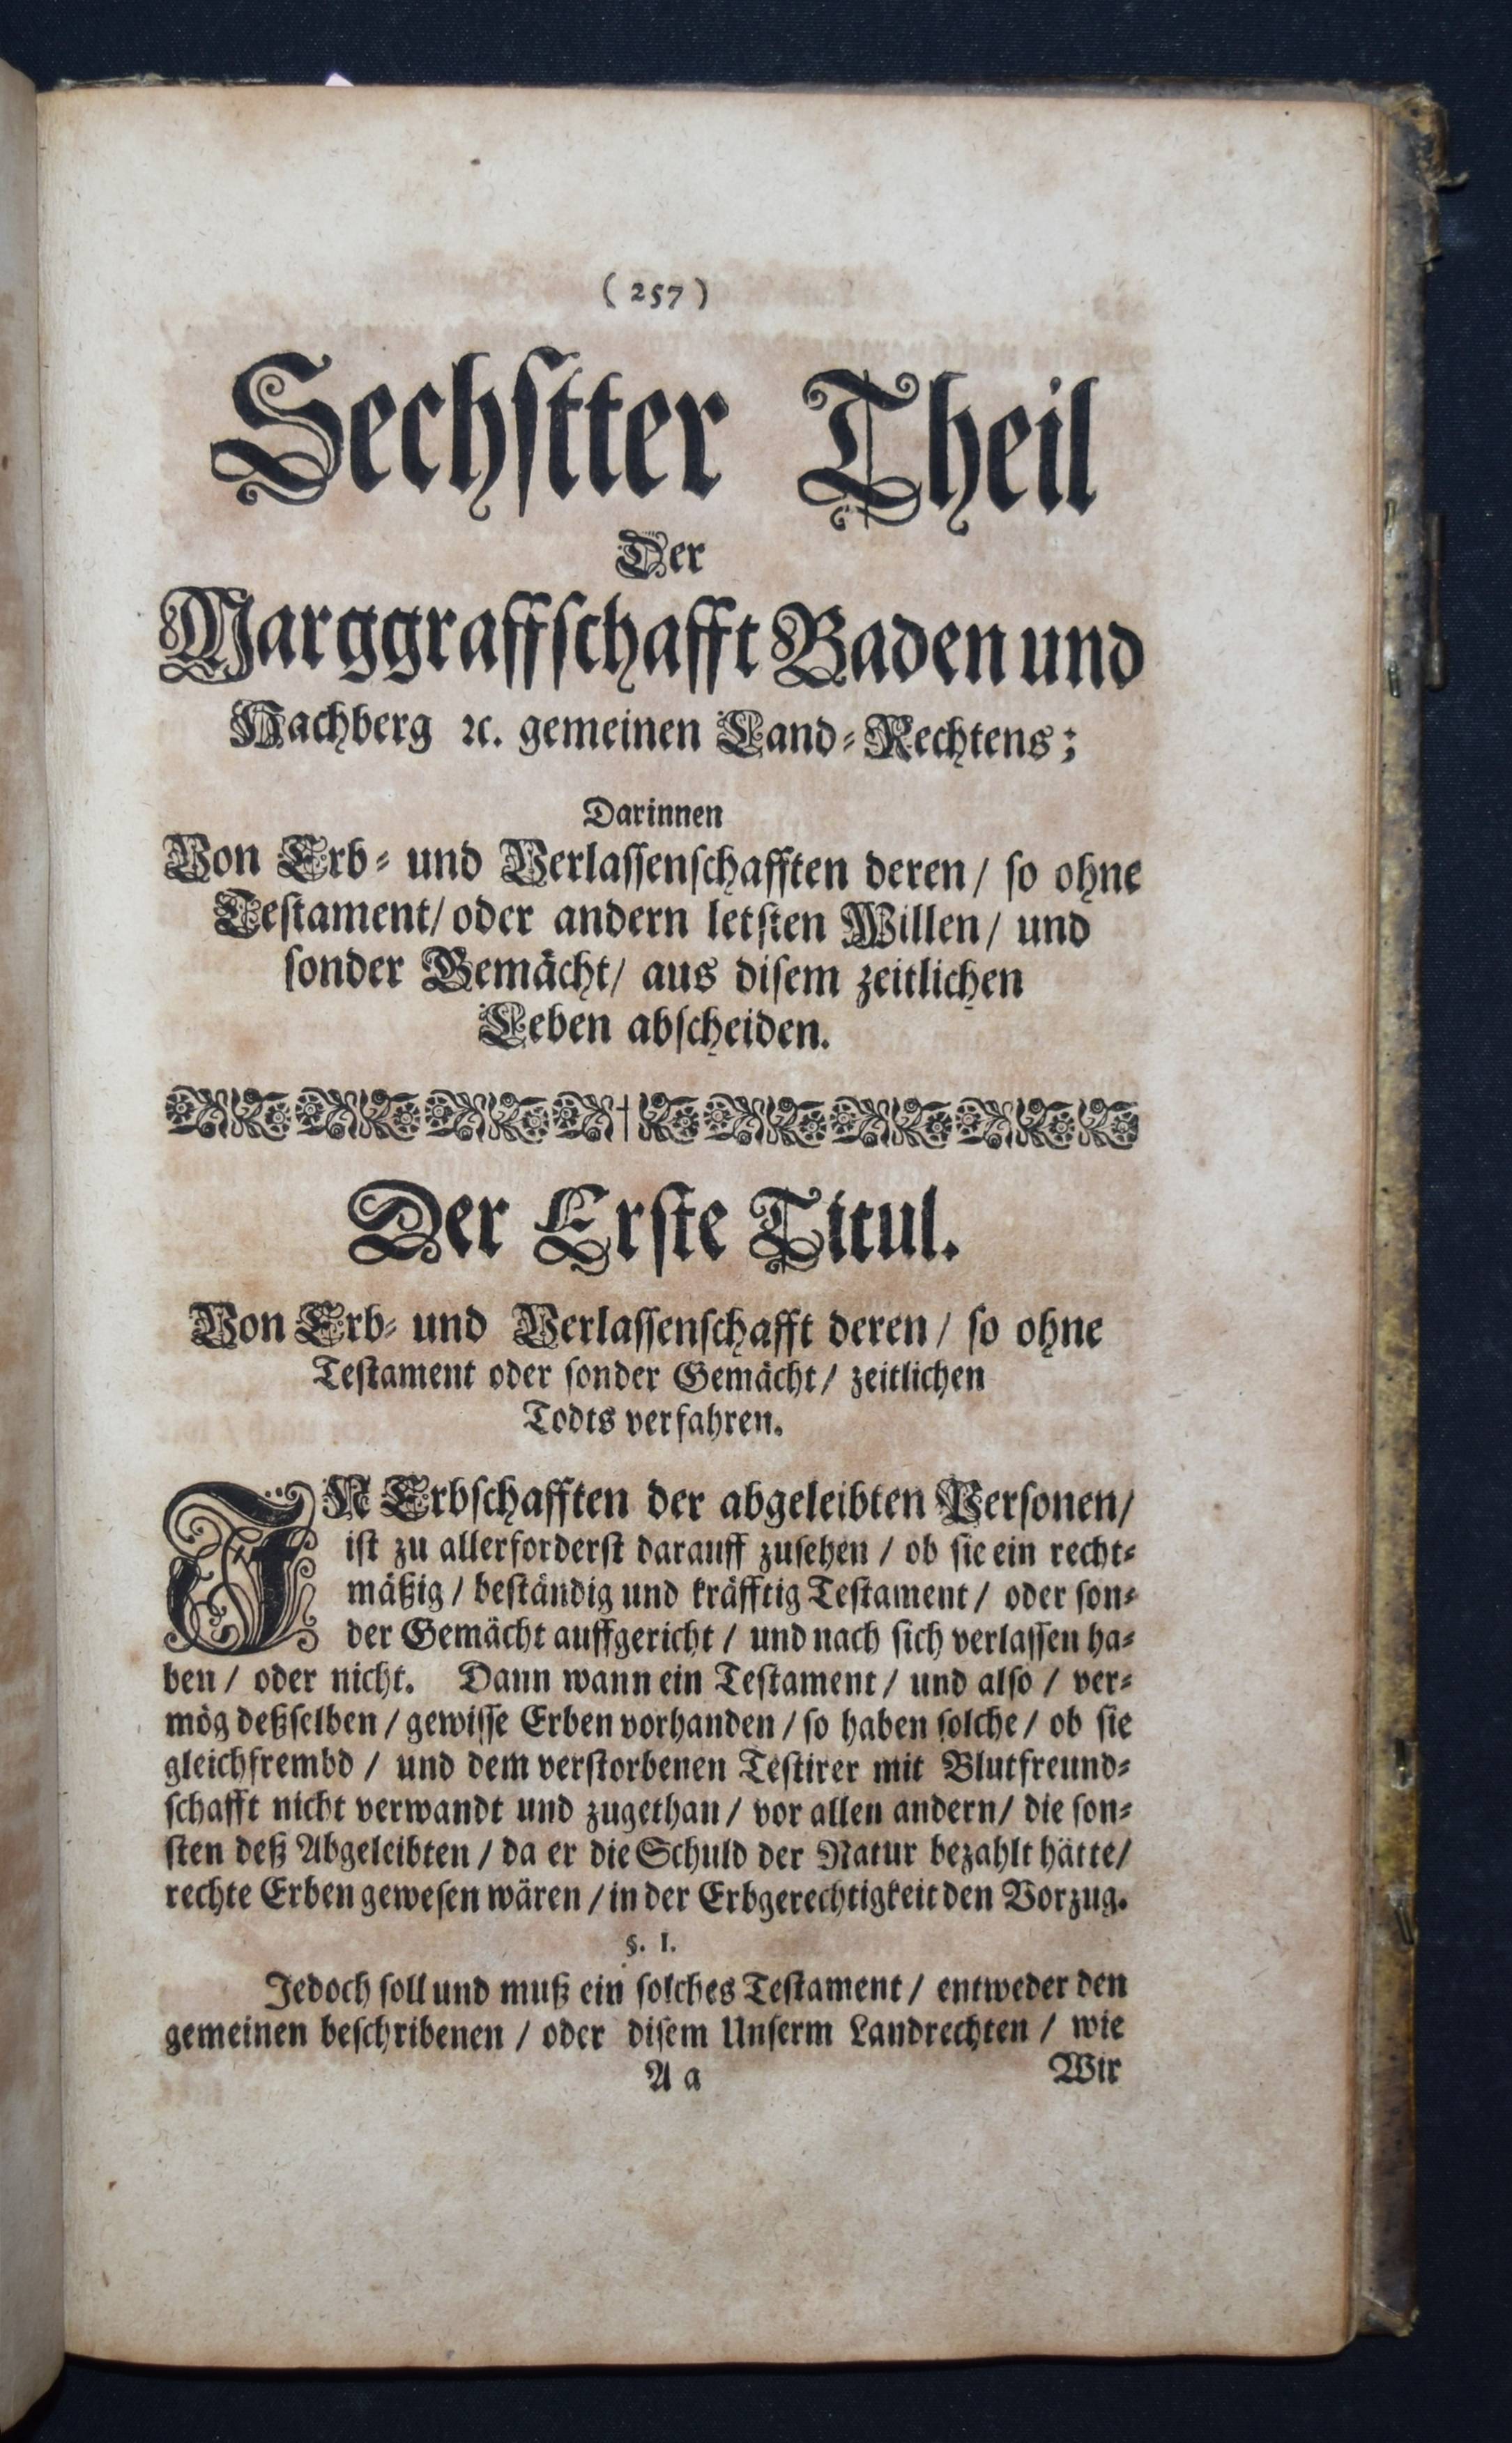 ( 257 )
Sechſtter Theil
Der
Marggraffſchafft Baden und
Hachberg ꝛc. gemeinen Land-Rechtens;
Darinnen
Von Erb- und Verlaſſenſchafften deren / ſo ohne
Teſtament / oder andern letſten Willen / und
ſonder Gemächt / aus diſem zeitlichen
Leben abſcheiden.
Der Erſte Titul.
Von Erb- und Verlaſſenſchafft deren / ſo ohne
Teſtament oder ſonder Gemächt / zeitlichen
Todts verfahren.
IN Erbſchafften der abgeleibten Perſonen /
iſt zu allerforderſt darauff zuſehen / ob ſie ein recht-
mäßig / beſtändig und kräfftig Teſtament / oder ſon-
der Gemächt auffgericht / und nach ſich verlaſſen ha-
ben / oder nicht. Dann wann ein Teſtament / und alſo / ver-
mög deßſelben / gewiſſe Erben vorhanden / ſo haben ſolche / ob ſie
gleich frembd / und dem verſtorbenen Teſtirer mit Blutfreund-
ſchafft nicht verwandt und zugethan / vor allen andern / die ſon-
ſten deß Abgeleibten / da er die Schuld der Natur bezahlt hätte /
rechte Erben geweſen wären / in der Erbgerechtigkeit den Vorzug.
§. I.
Jedoch ſoll und muß ein ſolches Teſtament / entweder den
gemeinen beſchribenen / oder diſem Unſerm Landrechten / wie
A a Wir